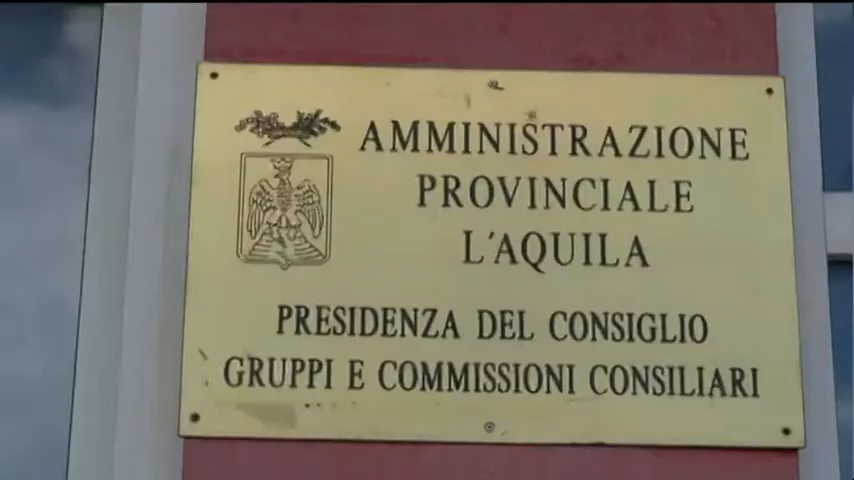 AMMINISTRAZIONE
PROVINCIALE
L'AQUILA
PRESIDENZA DEL CONSIGLIO
GRUPPI E COMMISSIONI CONSILIARI